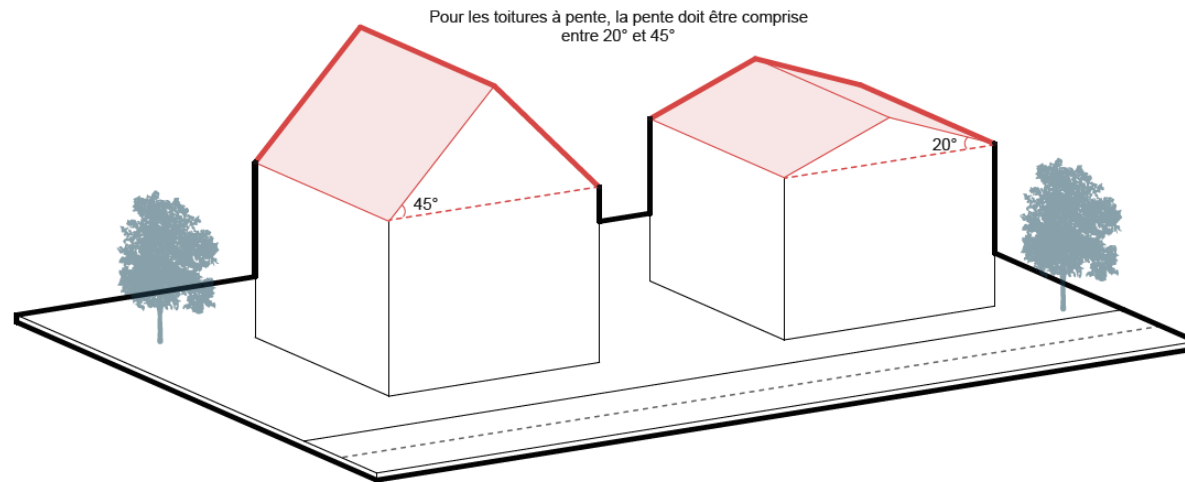 Pour les toitures à pente, la pente doit être comprise
entre 20° et 45°
20°
45°